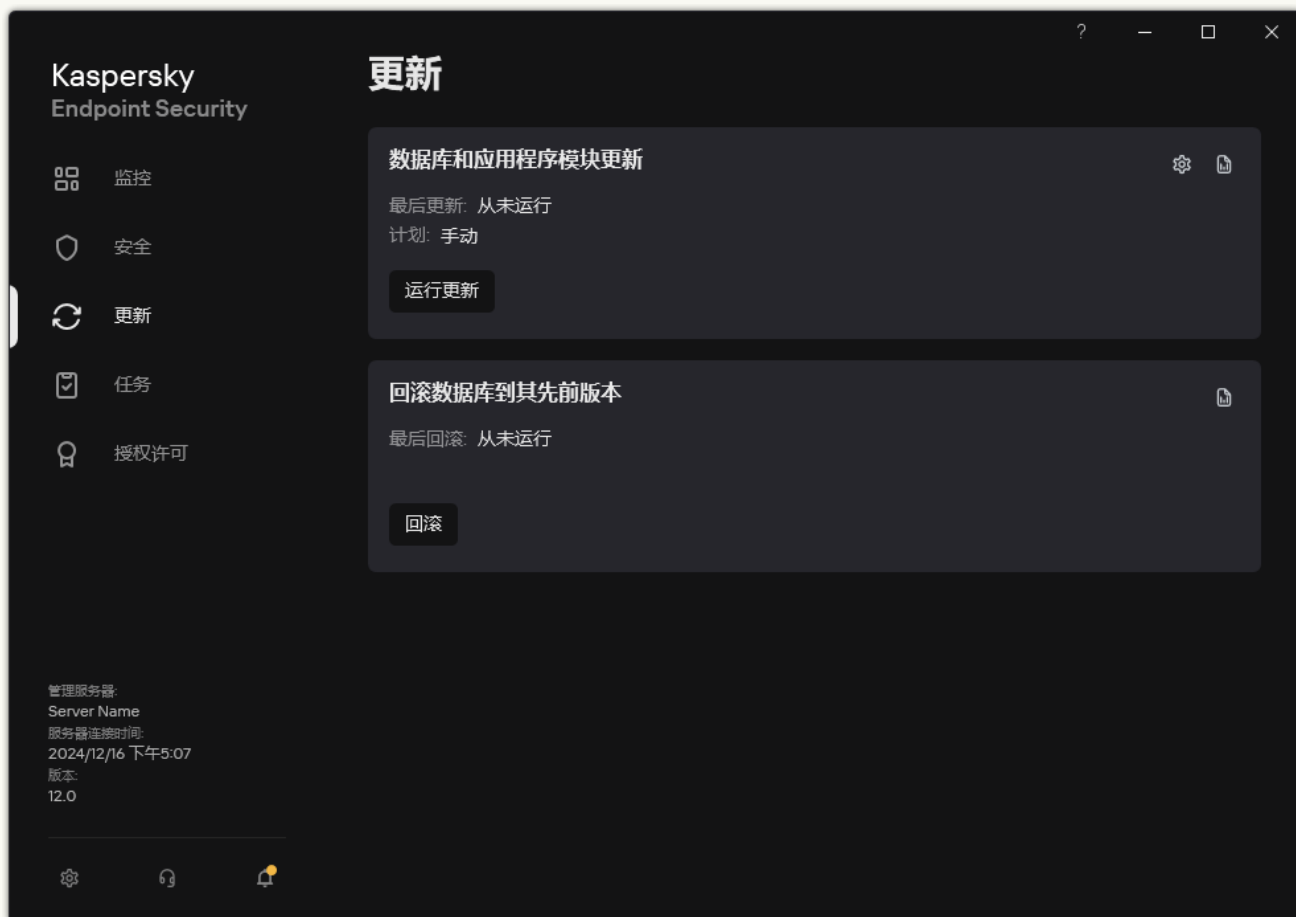 ?
Kaspersky
Endpoint Security
监控
安全
更新
任务
授权许可
管理服务器:
Server Name
服务器连接时间:
2024/12/16 下午5:07
版本:
12.0
更新
数据库和应用程序模块更新
最后更新: 从未运行
计划: 手动
运行更新
回滚数据库到其先前版本
最后回滚: 从未运行
回滚